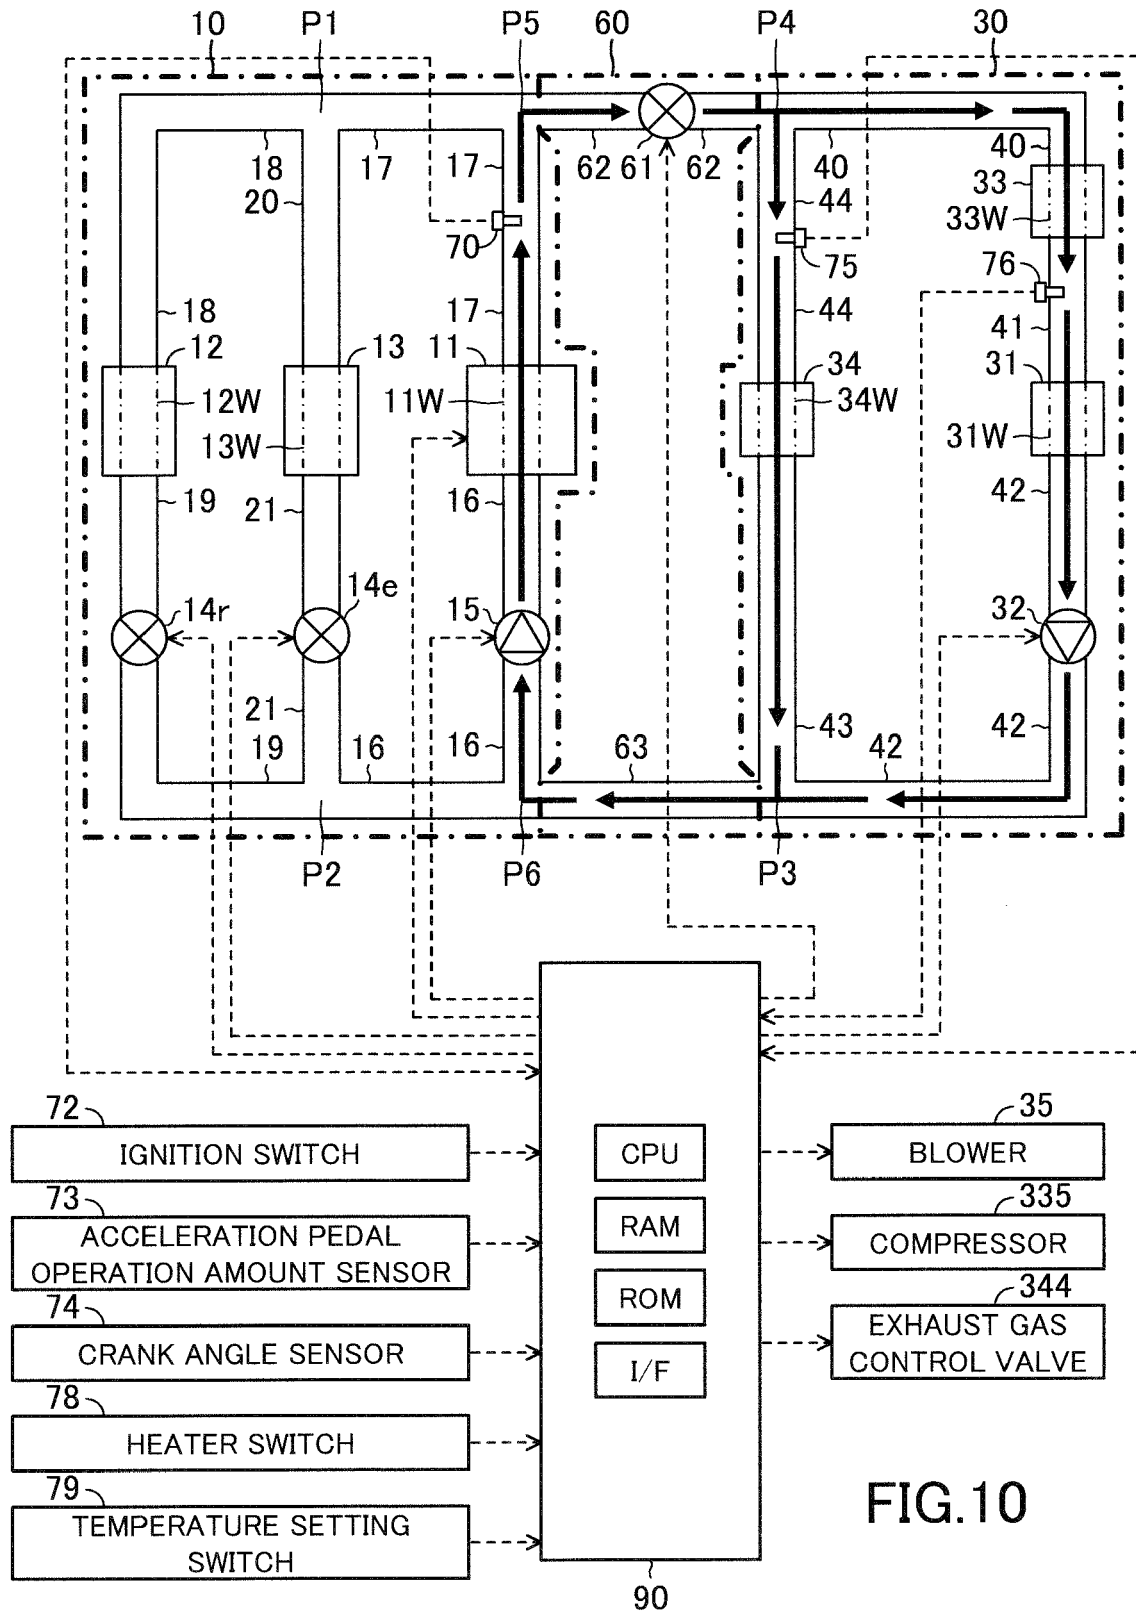 10 P1 P5 60 P4 30
18 17 17 62 61 62 40 40
20 44 33
33W
70 75 76
18 17 44 41
12 13 11 34 31
12W 11W 34W
13W 31W
19 21 16 42
14r 14e 15 32
21 16 43 42
19 16 63 42
P2 P6 P3
72
IGNITION SWITCH
73
ACCELERATION PEDAL
OPERATION AMOUNT SENSOR
74
CRANK ANGLE SENSOR
78
HEATER SWITCH
79
TEMPERATURE SETTING
SWITCH
CPU
RAM
ROM
I/F
90
35
BLOWER
335
COMPRESSOR
344
EXHAUST GAS
CONTROL VALVE
FIG.10